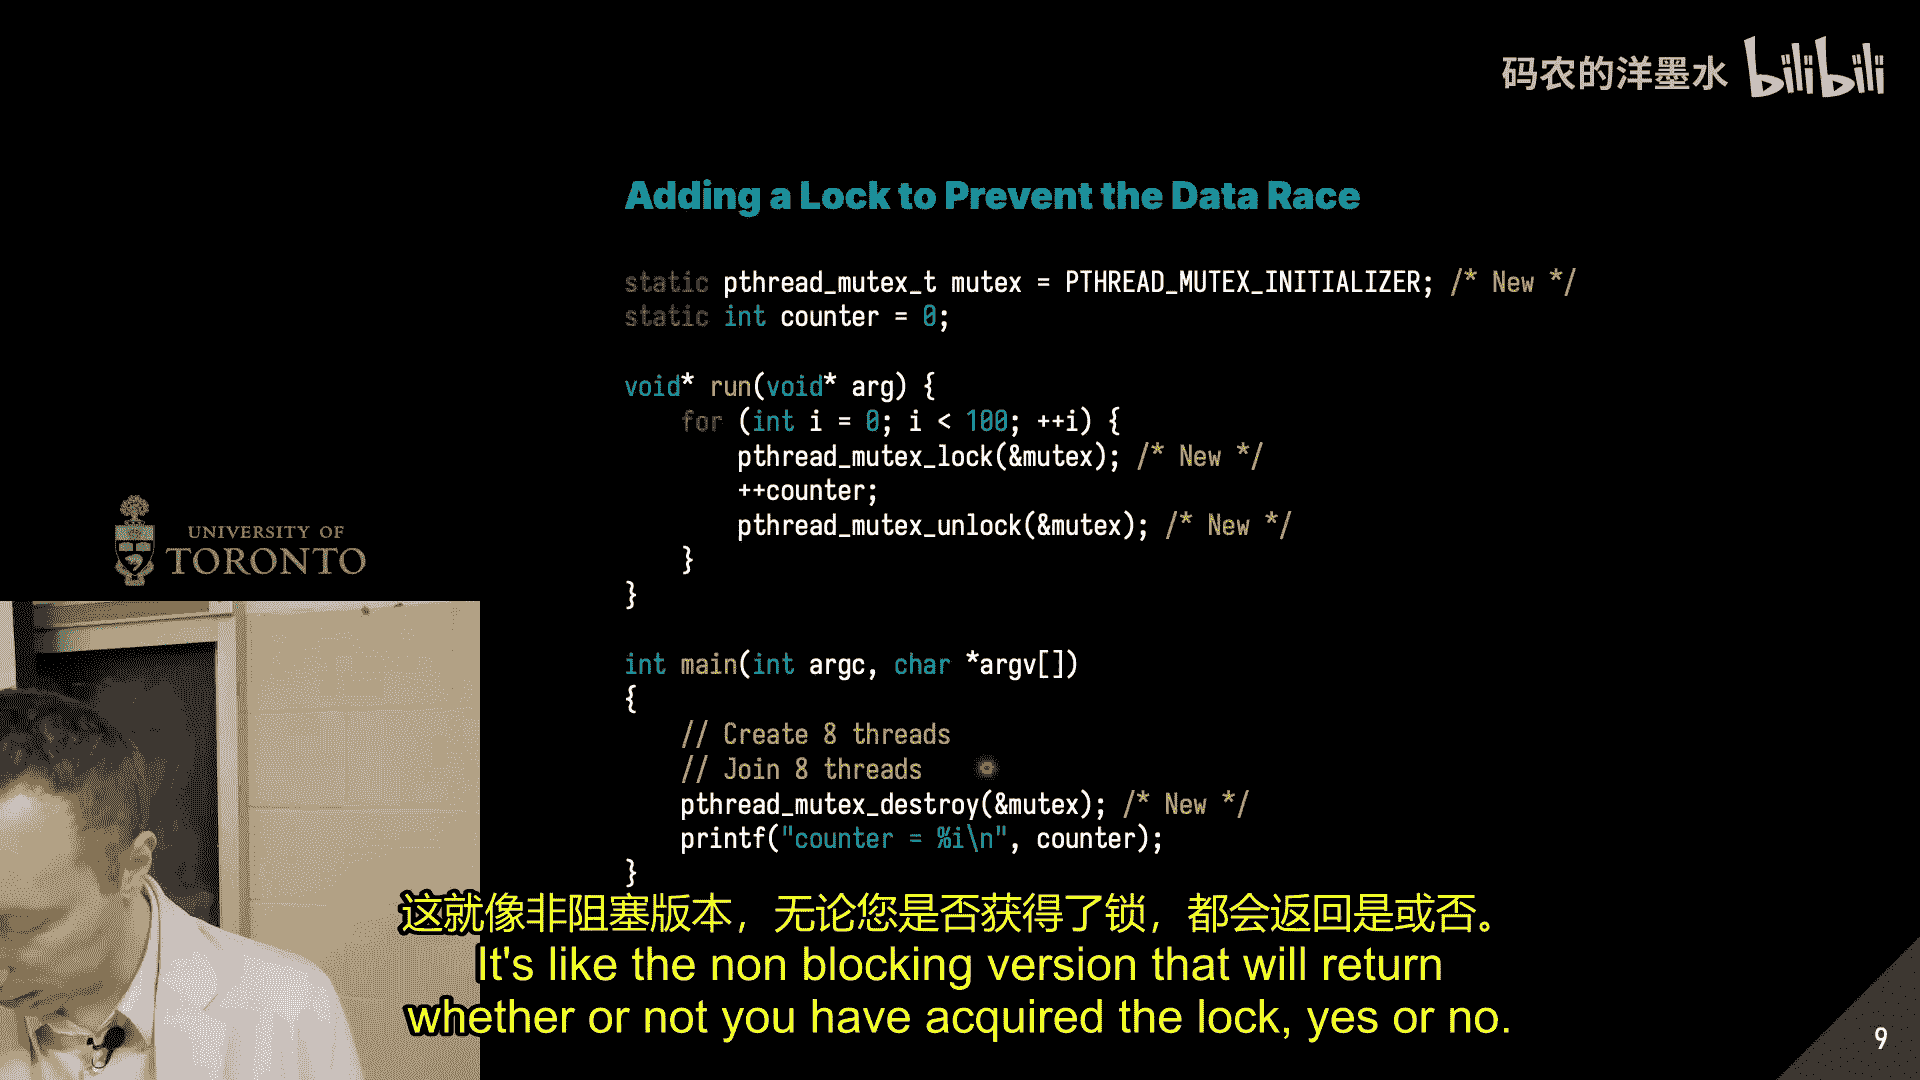 码农的洋墨水 bilibili
Adding a Lock to Prevent the Data Race
static pthread_mutex_t mutex = PTHREAD_MUTEX_INITIALIZER; /* New */
static int counter = 0;
void* run(void* arg) {
    for (int i = 0; i < 100; ++i) {
        pthread_mutex_lock(&mutex); /* New */
        ++counter;
        pthread_mutex_unlock(&mutex); /* New */
    }
}
int main(int argc, char *argv[])
{
    // Create 8 threads
    // Join 8 threads
    pthread_mutex_destroy(&mutex); /* New */
    printf("counter = %i\n", counter);
}
UNIVERSITY OF
TORONTO
这就像非阻塞版本，无论您是否获得了锁，都会返回是或否。
It's like the non blocking version that will return
whether or not you have acquired the lock, yes or no.
9